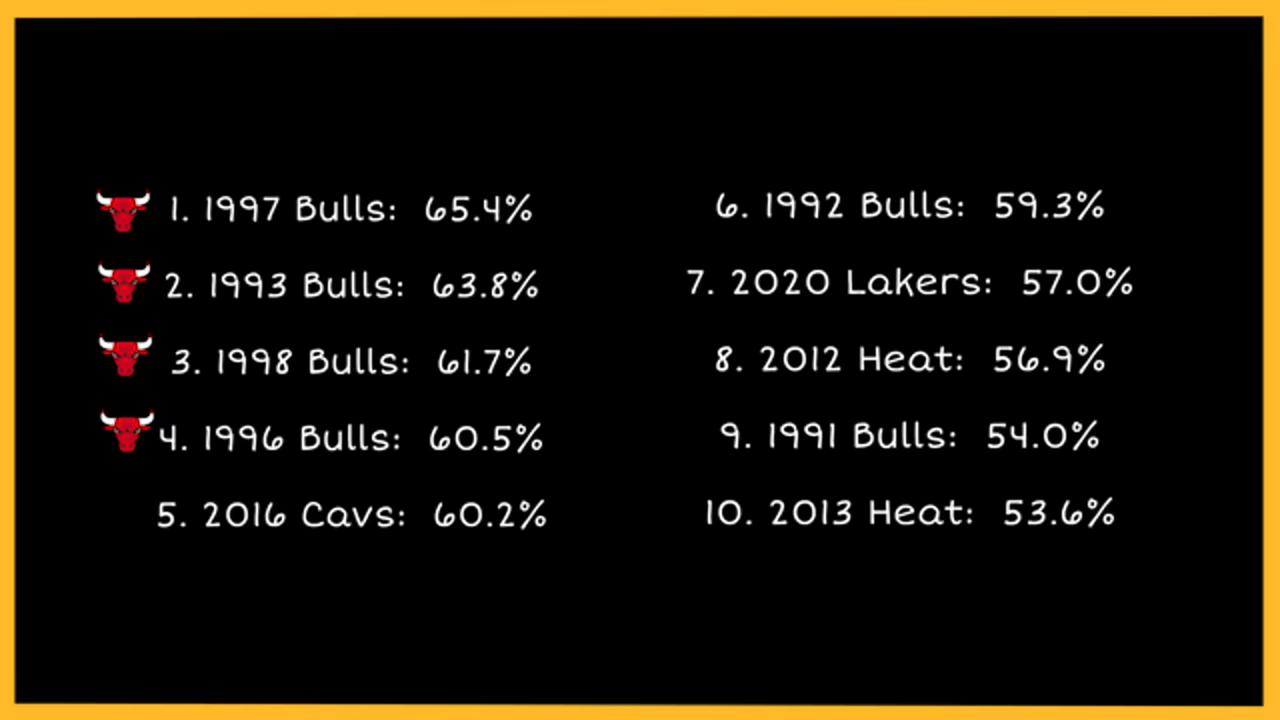 1. 1997 Bulls: 65.4%
2. 1993 Bulls: 63.8%
3. 1998 Bulls: 61.7%
4. 1996 Bulls: 60.5%
5. 2016 Cavs: 60.2%
6. 1992 Bulls: 59.3%
7. 2020 Lakers: 57.0%
8. 2012 Heat: 56.9%
9. 1991 Bulls: 54.0%
10. 2013 Heat: 53.6%